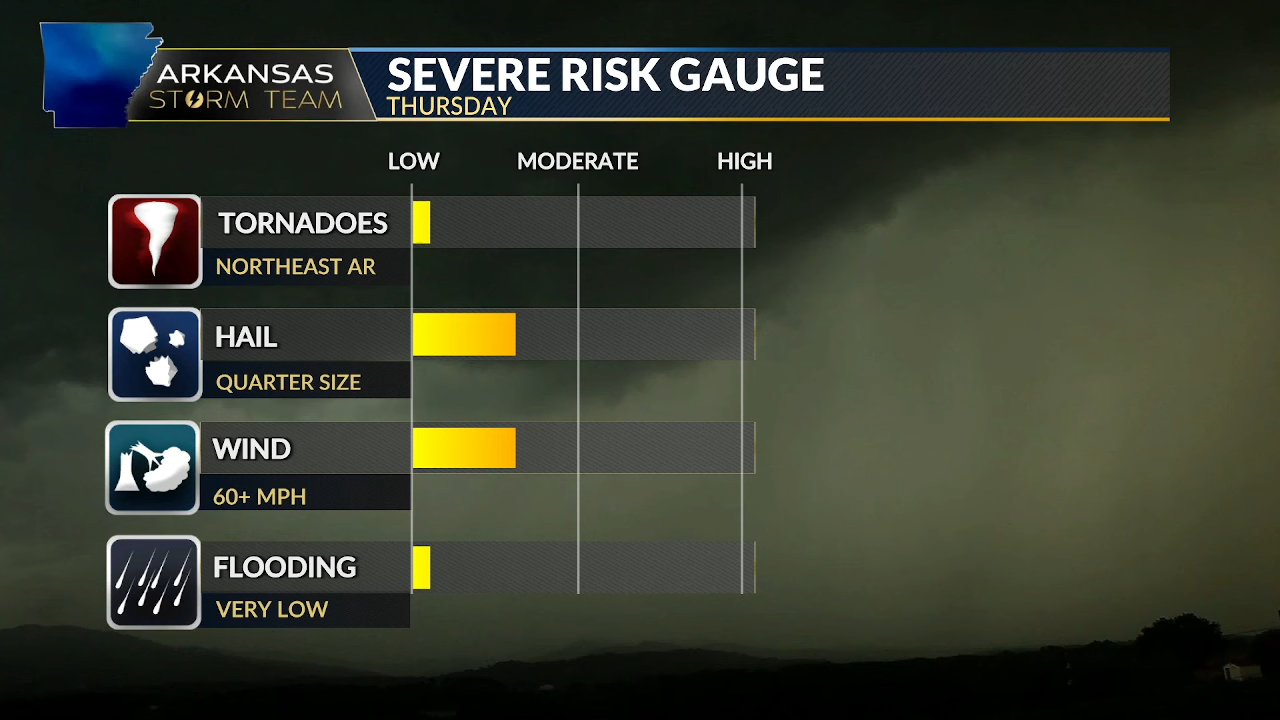 ARKANSAS
STORM TEAM
SEVERE RISK GAUGE
THURSDAY
LOW MODERATE HIGH
TORNADOES
NORTHEAST AR
HAIL
QUARTER SIZE
WIND
60+ MPH
FLOODING
VERY LOW